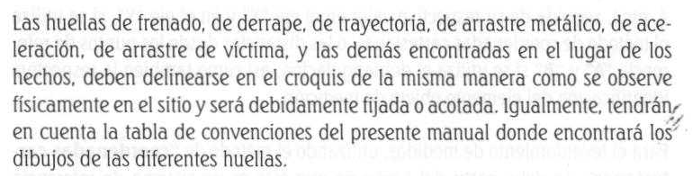 Las huellas de frenado, de derrape, de trayectoria, de arrastre metálico, de ace-
leración, de arrastre de víctima, y las demás encontradas en el lugar de los
hechos, deben delinearse en el croquis de la misma manera como se observe
físicamente en el sitio y será debidamente fijada o acotada. Igualmente, tendrán
en cuenta la tabla de convenciones del presente manual donde encontrará los
dibujos de las diferentes huellas.